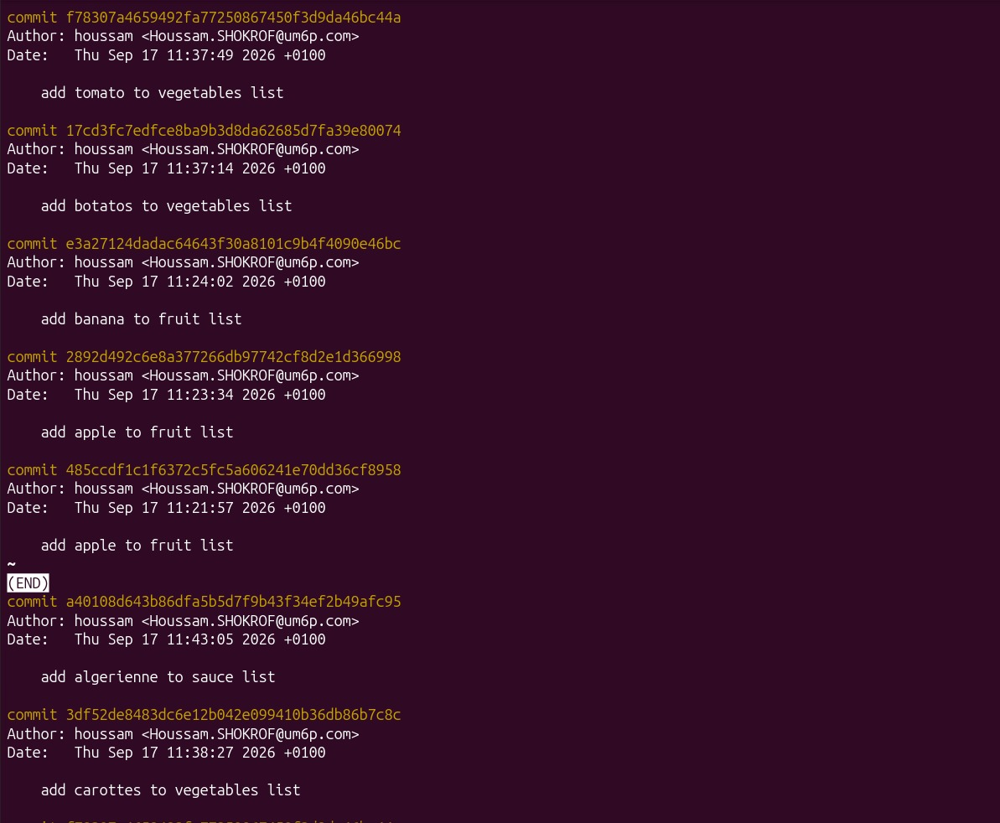 commit f78307a4659492fa77250867450f3d9da46bc44a
Author: houssam <Houssam.SHOKROF@um6p.com>
Date:   Thu Sep 17 11:37:49 2026 +0100
add tomato to vegetables list
commit 17cd3fc7edfce8ba9b3d8da62685d7fa39e80074
Author: houssam <Houssam.SHOKROF@um6p.com>
Date:   Thu Sep 17 11:37:14 2026 +0100
add botatos to vegetables list
commit e3a27124dadac64643f30a8101c9b4f4090e46bc
Author: houssam <Houssam.SHOKROF@um6p.com>
Date:   Thu Sep 17 11:24:02 2026 +0100
add banana to fruit list
commit 2892d492c6e8a377266db97742cf8d2e1d366998
Author: houssam <Houssam.SHOKROF@um6p.com>
Date:   Thu Sep 17 11:23:34 2026 +0100
add apple to fruit list
commit 485ccdf1c1f6372c5fc5a606241e70dd36cf8958
Author: houssam <Houssam.SHOKROF@um6p.com>
Date:   Thu Sep 17 11:21:57 2026 +0100
add apple to fruit list
~
(END)
commit a40108d643b86dfa5b5d7f9b43f34ef2b49afc95
Author: houssam <Houssam.SHOKROF@um6p.com>
Date:   Thu Sep 17 11:43:05 2026 +0100
add algerienne to sauce list
commit 3df52de8483dc6e12b042e099410b36db86b7c8c
Author: houssam <Houssam.SHOKROF@um6p.com>
Date:   Thu Sep 17 11:38:27 2026 +0100
add carottes to vegetables list